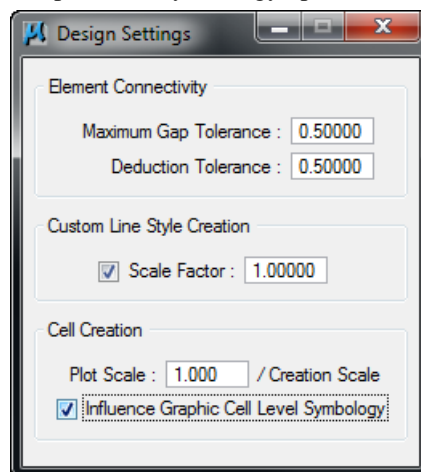 Design Settings
Element Connectivity
Maximum Gap Tolerance : 0.50000
Deduction Tolerance : 0.50000
Custom Line Style Creation
Scale Factor : 1.00000
Cell Creation
Plot Scale : 1.000 / Creation Scale
Influence Graphic Cell Level Symbology